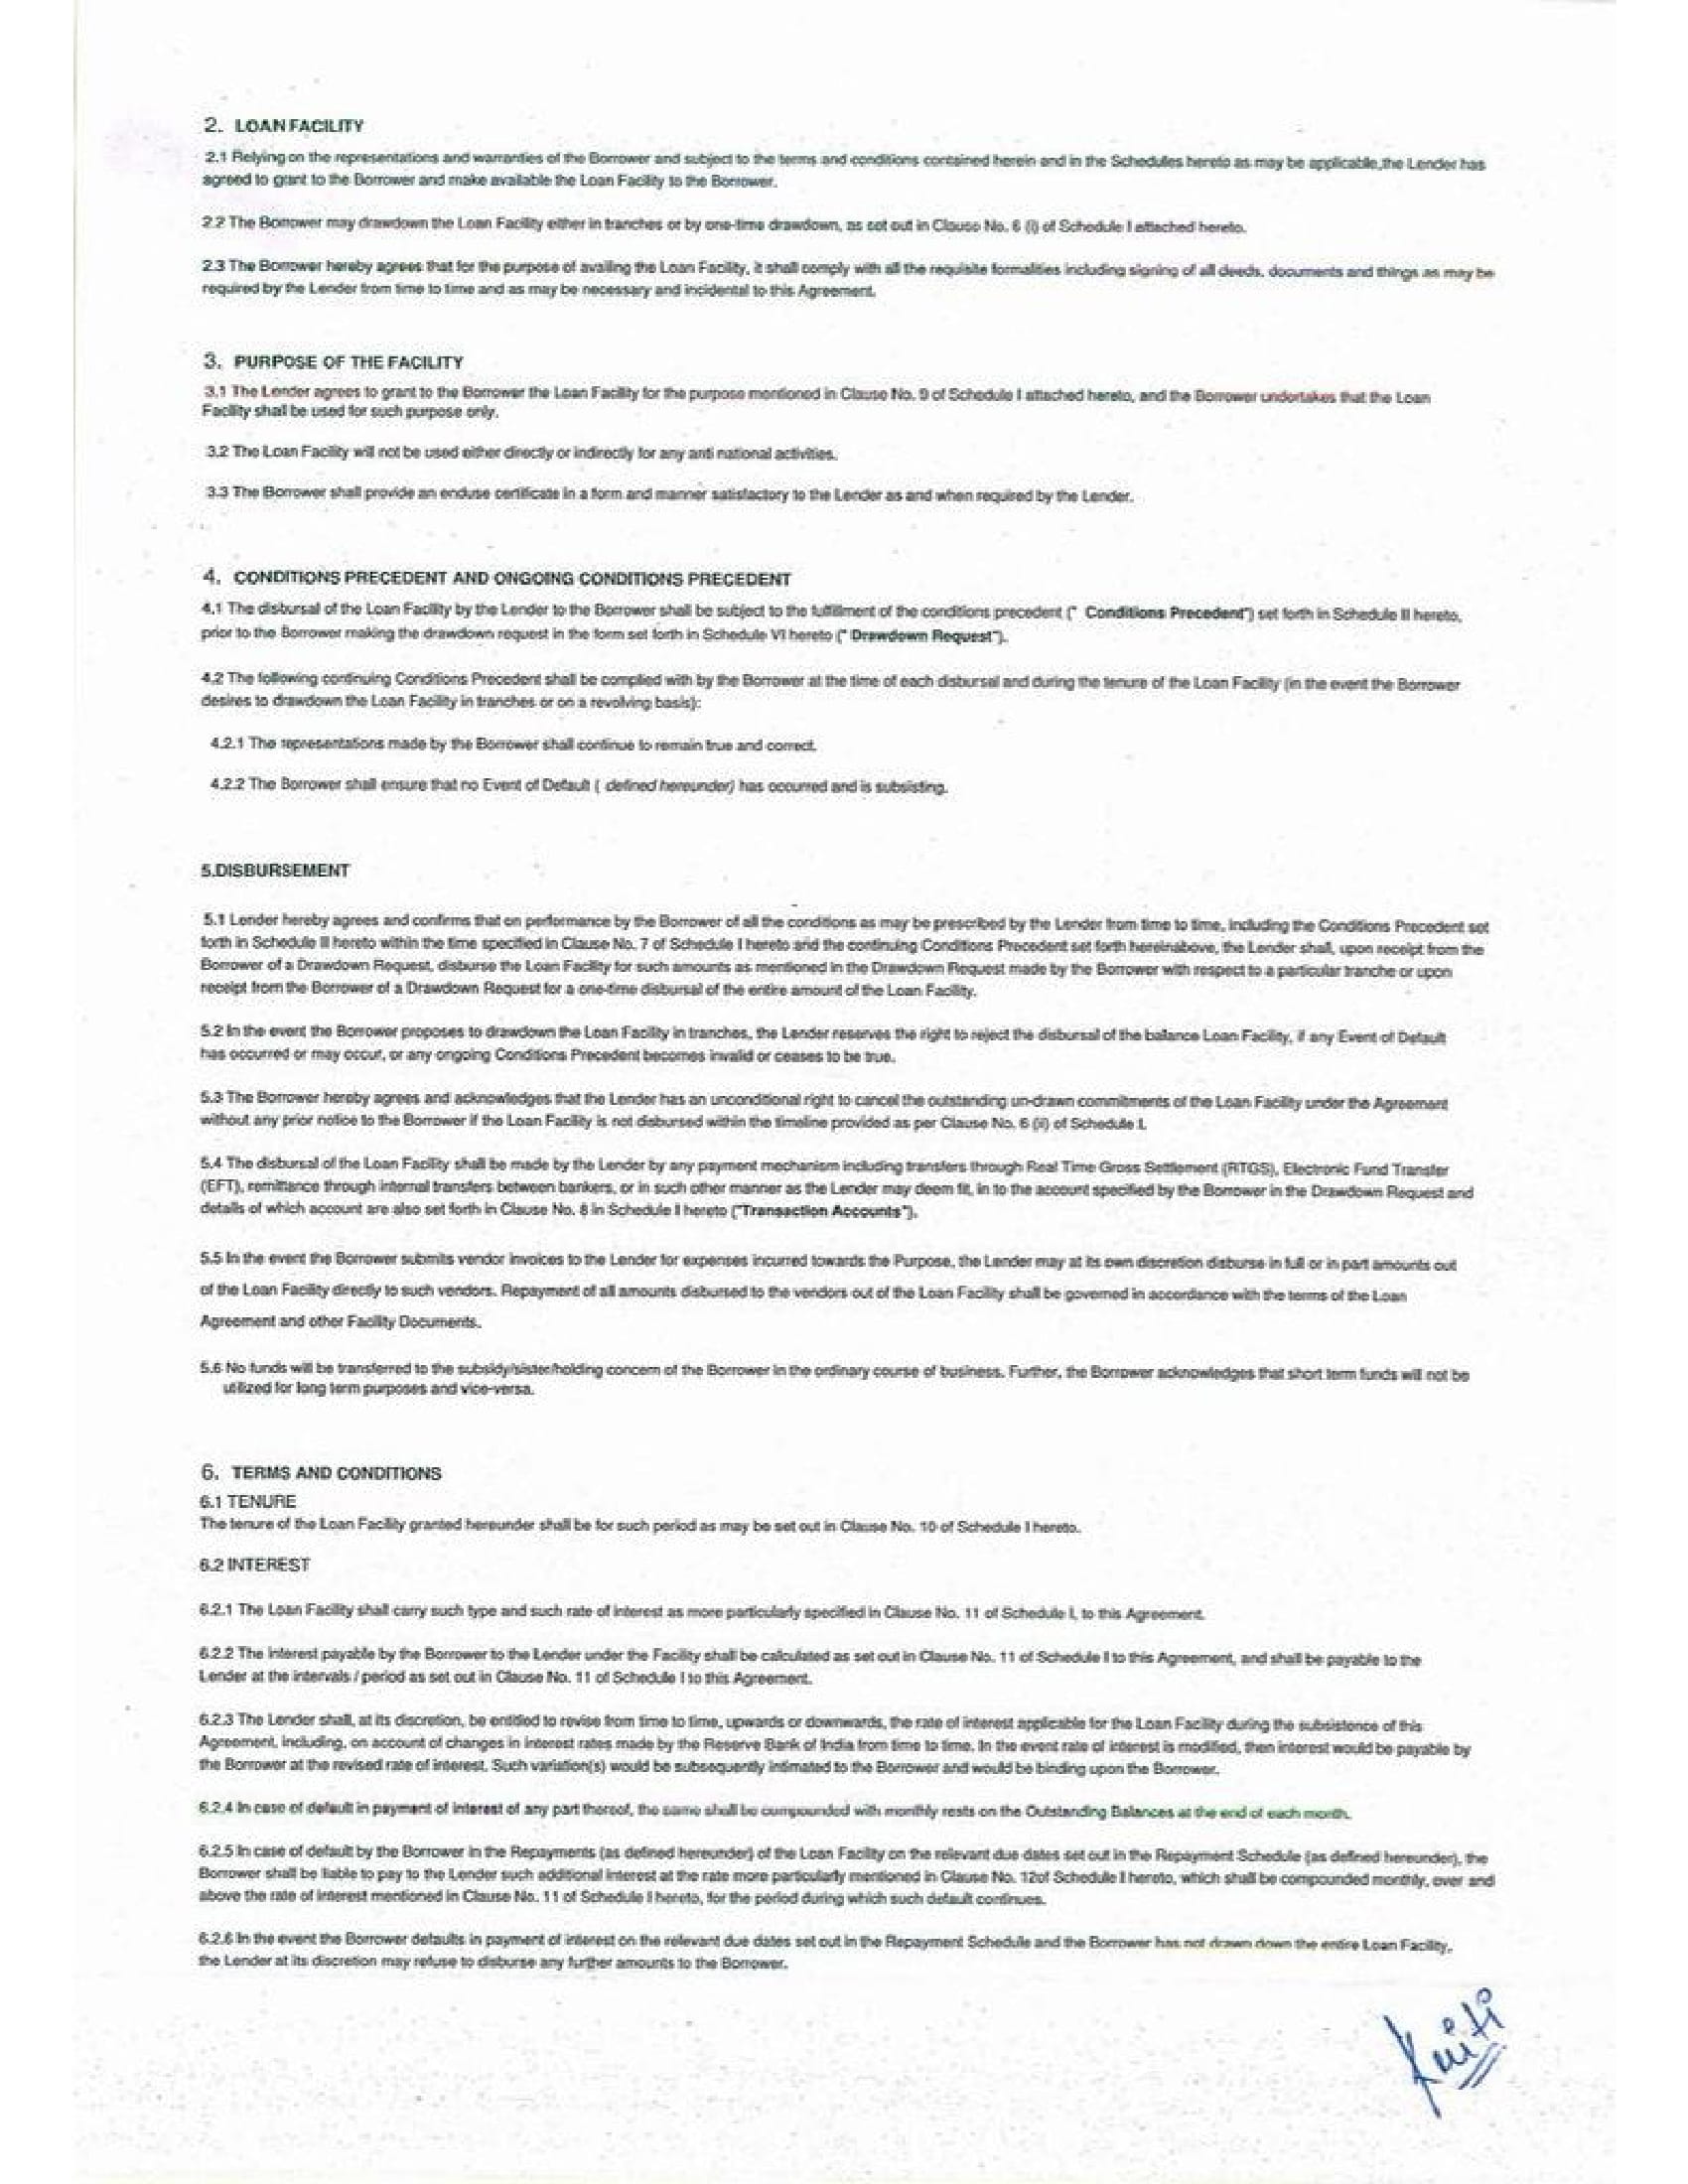 2. LOAN FACILITY
2.1 Relying on the representations and warranties of the Borrower and subject to the terms and conditions contained herein and in the Schedules hereto as may be applicable,the Lender has
agreed to grant to the Borrower and make available the Loan Facility to the Borrower.
2.2 The Borrower may drawdown the Loan Facility either in tranches or by one-time drawdown, as set out in Clause No. 6 (i) of Schedule I attached hereto.
2.3 The Borrower hereby agrees that for the purpose of availing the Loan Facility, it shall comply with all the requisite formalities including signing of all deeds, documents and things as may be
required by the Lender from time to time and as may be necessary and incidental to this Agreement.
3. PURPOSE OF THE FACILITY
3.1 The Lender agrees to grant to the Borrower the Loan Facility for the purpose mentioned in Clause No. 9 of Schedule I attached hereto, and the Borrower undertakes that the Loan
Facility shall be used for such purpose only.
3.2 The Loan Facility will not be used either directly or indirectly for any anti national activities.
3.3 The Borrower shall provide an enduse certificate in a form and manner satisfactory to the Lender as and when required by the Lender.
4. CONDITIONS PRECEDENT AND ONGOING CONDITIONS PRECEDENT
4.1 The disbursal of the Loan Facility by the Lender to the Borrower shall be subject to the fulfillment of the conditions precedent (" Conditions Precedent") set forth in Schedule II hereto,
prior to the Borrower making the drawdown request in the form set forth in Schedule VI hereto (" Drawdown Request").
4.2 The following continuing Conditions Precedent shall be complied with by the Borrower at the time of each disbursal and during the tenure of the Loan Facility (in the event the Borrower
desires to drawdown the Loan Facility in tranches or on a revolving basis):
4.2.1 The representations made by the Borrower shall continue to remain true and correct.
4.2.2 The Borrower shall ensure that no Event of Default ( defined hereunder) has occurred and is subsisting.
5.DISBURSEMENT
5.1 Lender hereby agrees and confirms that on performance by the Borrower of all the conditions as may be prescribed by the Lender from time to time, including the Conditions Precedent set
forth in Schedule II hereto within the time specified in Clause No. 7 of Schedule I hereto and the continuing Conditions Precedent set forth hereinabove, the Lender shall, upon receipt from the
Borrower of a Drawdown Request, disburse the Loan Facility for such amounts as mentioned in the Drawdown Request made by the Borrower with respect to a particular tranche or upon
receipt from the Borrower of a Drawdown Request for a one-time disbursal of the entire amount of the Loan Facility.
5.2 In the event the Borrower proposes to drawdown the Loan Facility in tranches, the Lender reserves the right to reject the disbursal of the balance Loan Facility, if any Event of Default
has occurred or may occur, or any ongoing Conditions Precedent becomes invalid or ceases to be true.
5.3 The Borrower hereby agrees and acknowledges that the Lender has an unconditional right to cancel the outstanding un-drawn commitments of the Loan Facility under the Agreement
without any prior notice to the Borrower if the Loan Facility is not disbursed within the timeline provided as per Clause No. 6 (ii) of Schedule I.
5.4 The disbursal of the Loan Facility shall be made by the Lender by any payment mechanism including transfers through Real Time Gross Settlement (RTGS), Electronic Fund Transfer
(EFT), remittance through internal transfers between bankers, or in such other manner as the Lender may deem fit, in to the account specified by the Borrower in the Drawdown Request and
details of which account are also set forth in Clause No. 8 in Schedule I hereto ("Transaction Accounts").
5.5 In the event the Borrower submits vendor invoices to the Lender for expenses incurred towards the Purpose, the Lender may at its own discretion disburse in full or in part amounts out
of the Loan Facility directly to such vendors. Repayment of all amounts disbursed to the vendors out of the Loan Facility shall be governed in accordance with the terms of the Loan
Agreement and other Facility Documents.
5.6 No funds will be transferred to the subsidy/sister/holding concern of the Borrower in the ordinary course of business. Further, the Borrower acknowledges that short term funds will not be
utilized for long term purposes and vice-versa.
6. TERMS AND CONDITIONS
6.1 TENURE
The tenure of the Loan Facility granted hereunder shall be for such period as may be set out in Clause No. 10 of Schedule I hereto.
6.2 INTEREST
6.2.1 The Loan Facility shall carry such type and such rate of interest as more particularly specified in Clause No. 11 of Schedule I, to this Agreement.
6.2.2 The interest payable by the Borrower to the Lender under the Facility shall be calculated as set out in Clause No. 11 of Schedule I to this Agreement, and shall be payable to the
Lender at the intervals / period as set out in Clause No. 11 of Schedule I to this Agreement.
6.2.3 The Lender shall, at its discretion, be entitled to revise from time to time, upwards or downwards, the rate of interest applicable for the Loan Facility during the subsistence of this
Agreement, including, on account of changes in interest rates made by the Reserve Bank of India from time to time. In the event rate of interest is modified, then interest would be payable by
the Borrower at the revised rate of interest. Such variation(s) would be subsequently intimated to the Borrower and would be binding upon the Borrower.
6.2.4 In case of default in payment of interest of any part thereof, the same shall be compounded with monthly rests on the Outstanding Balances at the end of each month.
6.2.5 In case of default by the Borrower in the Repayments (as defined hereunder) of the Loan Facility on the relevant due dates set out in the Repayment Schedule (as defined hereunder), the
Borrower shall be liable to pay to the Lender such additional interest at the rate more particularly mentioned in Clause No. 12of Schedule I hereto, which shall be compounded monthly, over and
above the rate of interest mentioned in Clause No. 11 of Schedule I hereto, for the period during which such default continues.
6.2.6 In the event the Borrower defaults in payment of interest on the relevant due dates set out in the Repayment Schedule and the Borrower has not drawn down the entire Loan Facility,
the Lender at its discretion may refuse to disburse any further amounts to the Borrower.